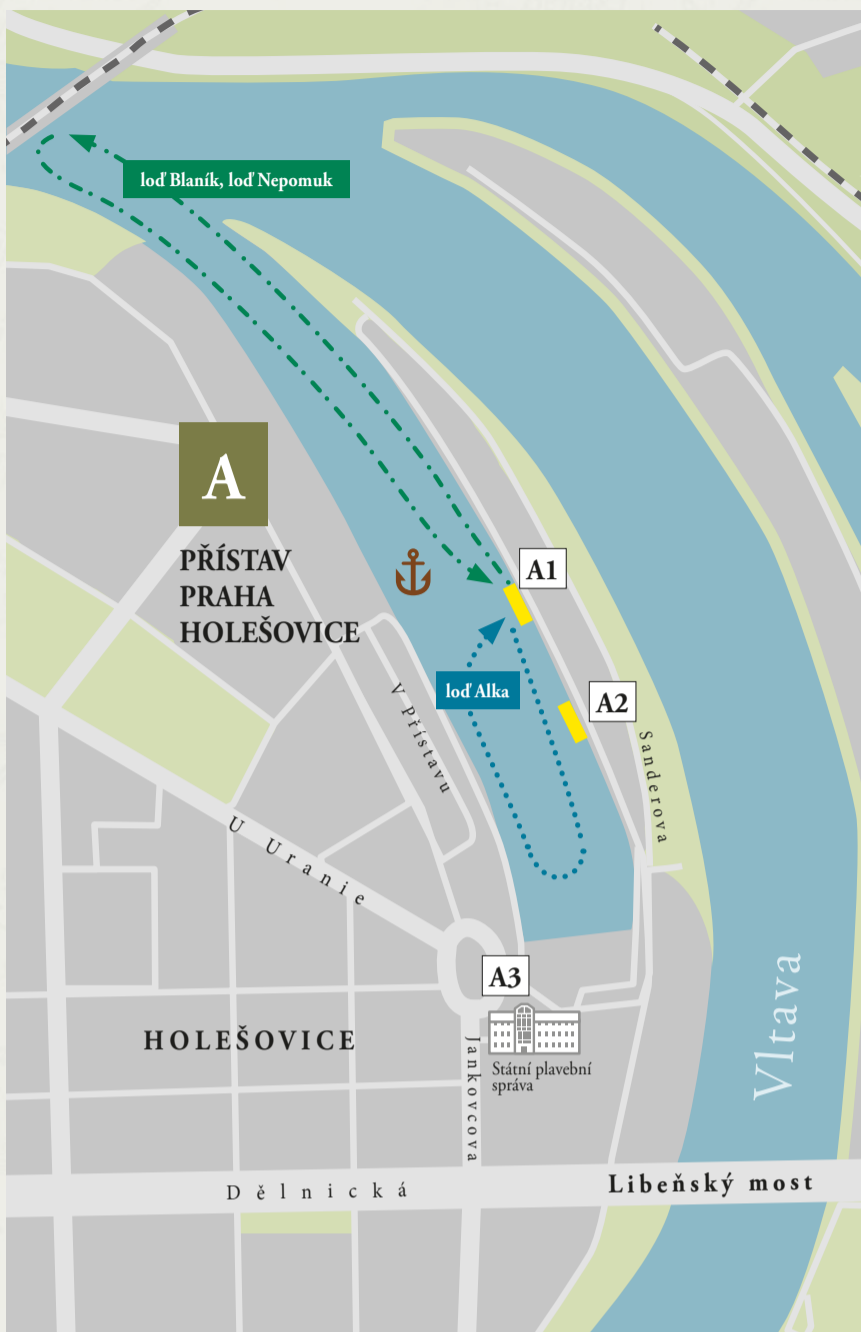 loď Blaník, loď Nepomuk
A
PŘÍSTAV
PRAHA
HOLEŠOVICE
A1
loď Alka
A2
V Přístavu
Sanderova
U Uranie
A3
HOLEŠOVICE
Státní plavební
správa
Jankovcova
Vltava
Dělnická
Libeňský most